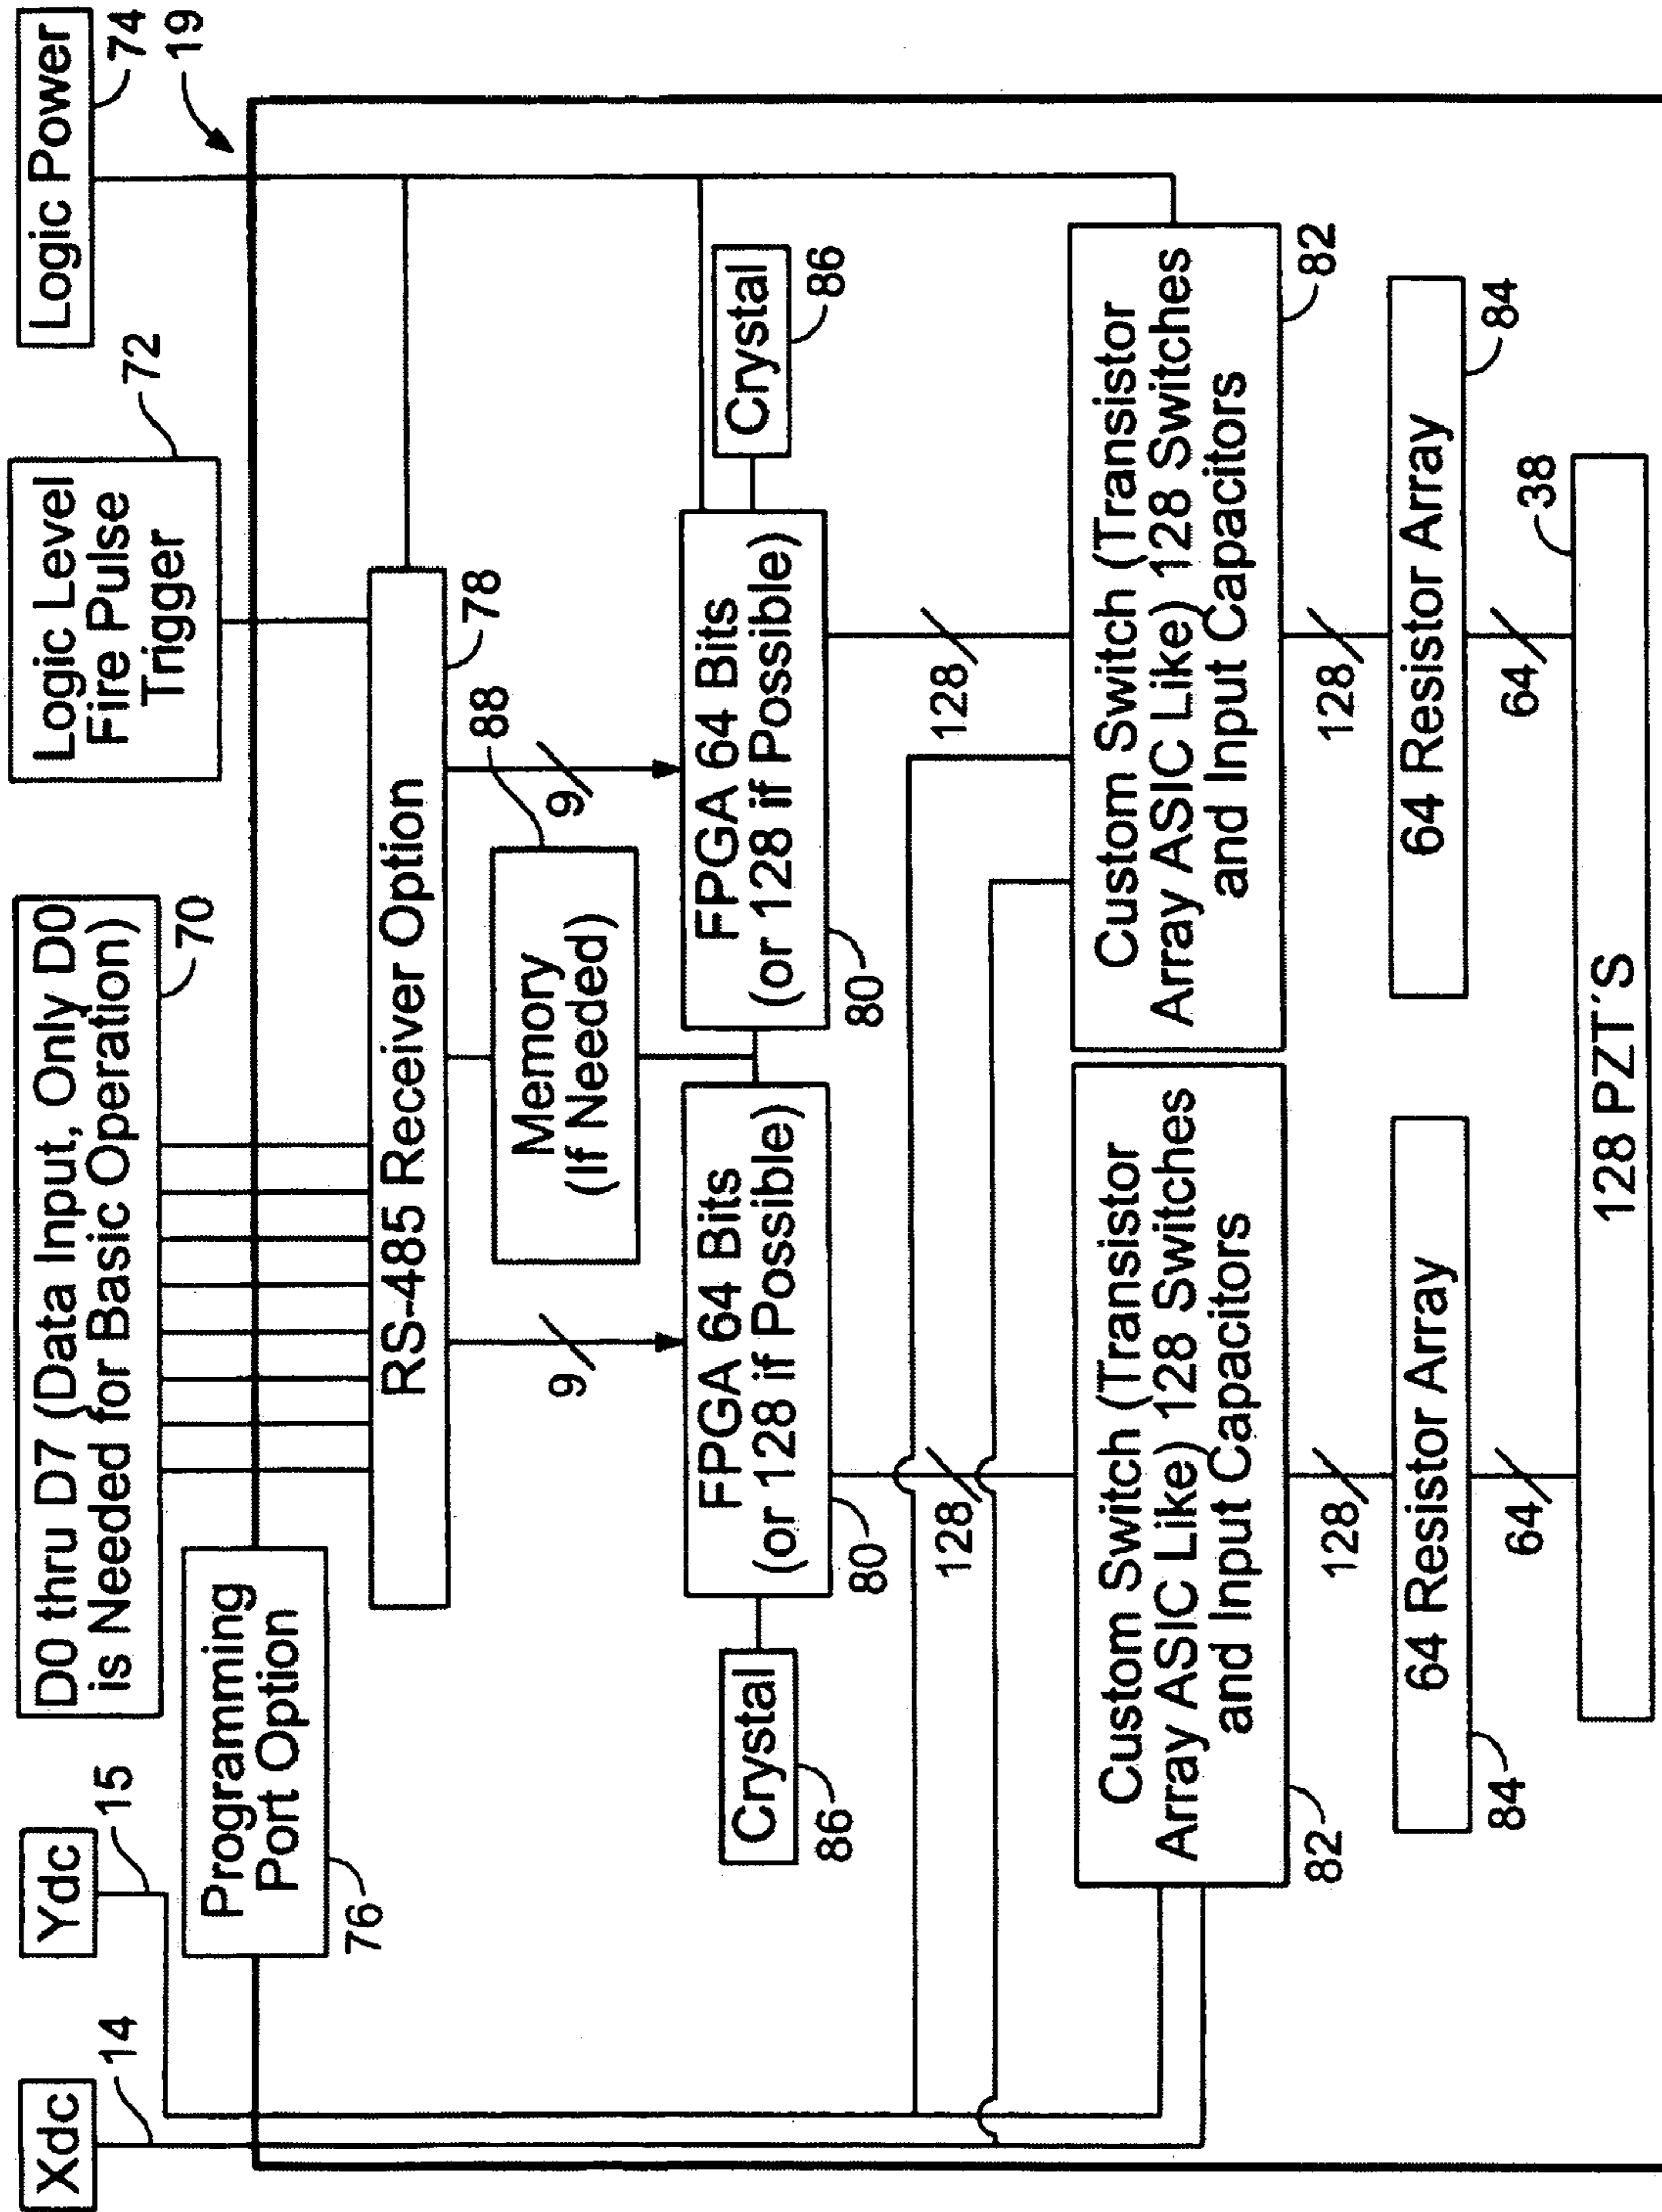 Xdc
14
Ydc
15
D0 thru D7 (Data Input, Only D0
is Needed for Basic Operation)
70
Logic Level
Fire Pulse
Trigger
72
Logic Power
74
19
Programming
Port Option
76
RS-485 Receiver Option
78
9
9
Memory
(If Needed)
88
Crystal
86
FPGA 64 Bits
(or 128 if Possible)
80
FPGA 64 Bits
(or 128 if Possible)
80
Crystal
86
128
128
Custom Switch (Transistor
Array ASIC Like) 128 Switches
and Input Capacitors
82
Custom Switch (Transistor
Array ASIC Like) 128 Switches
and Input Capacitors
82
128
128
64 Resistor Array
84
64 Resistor Array
84
64
64
128 PZT'S
38